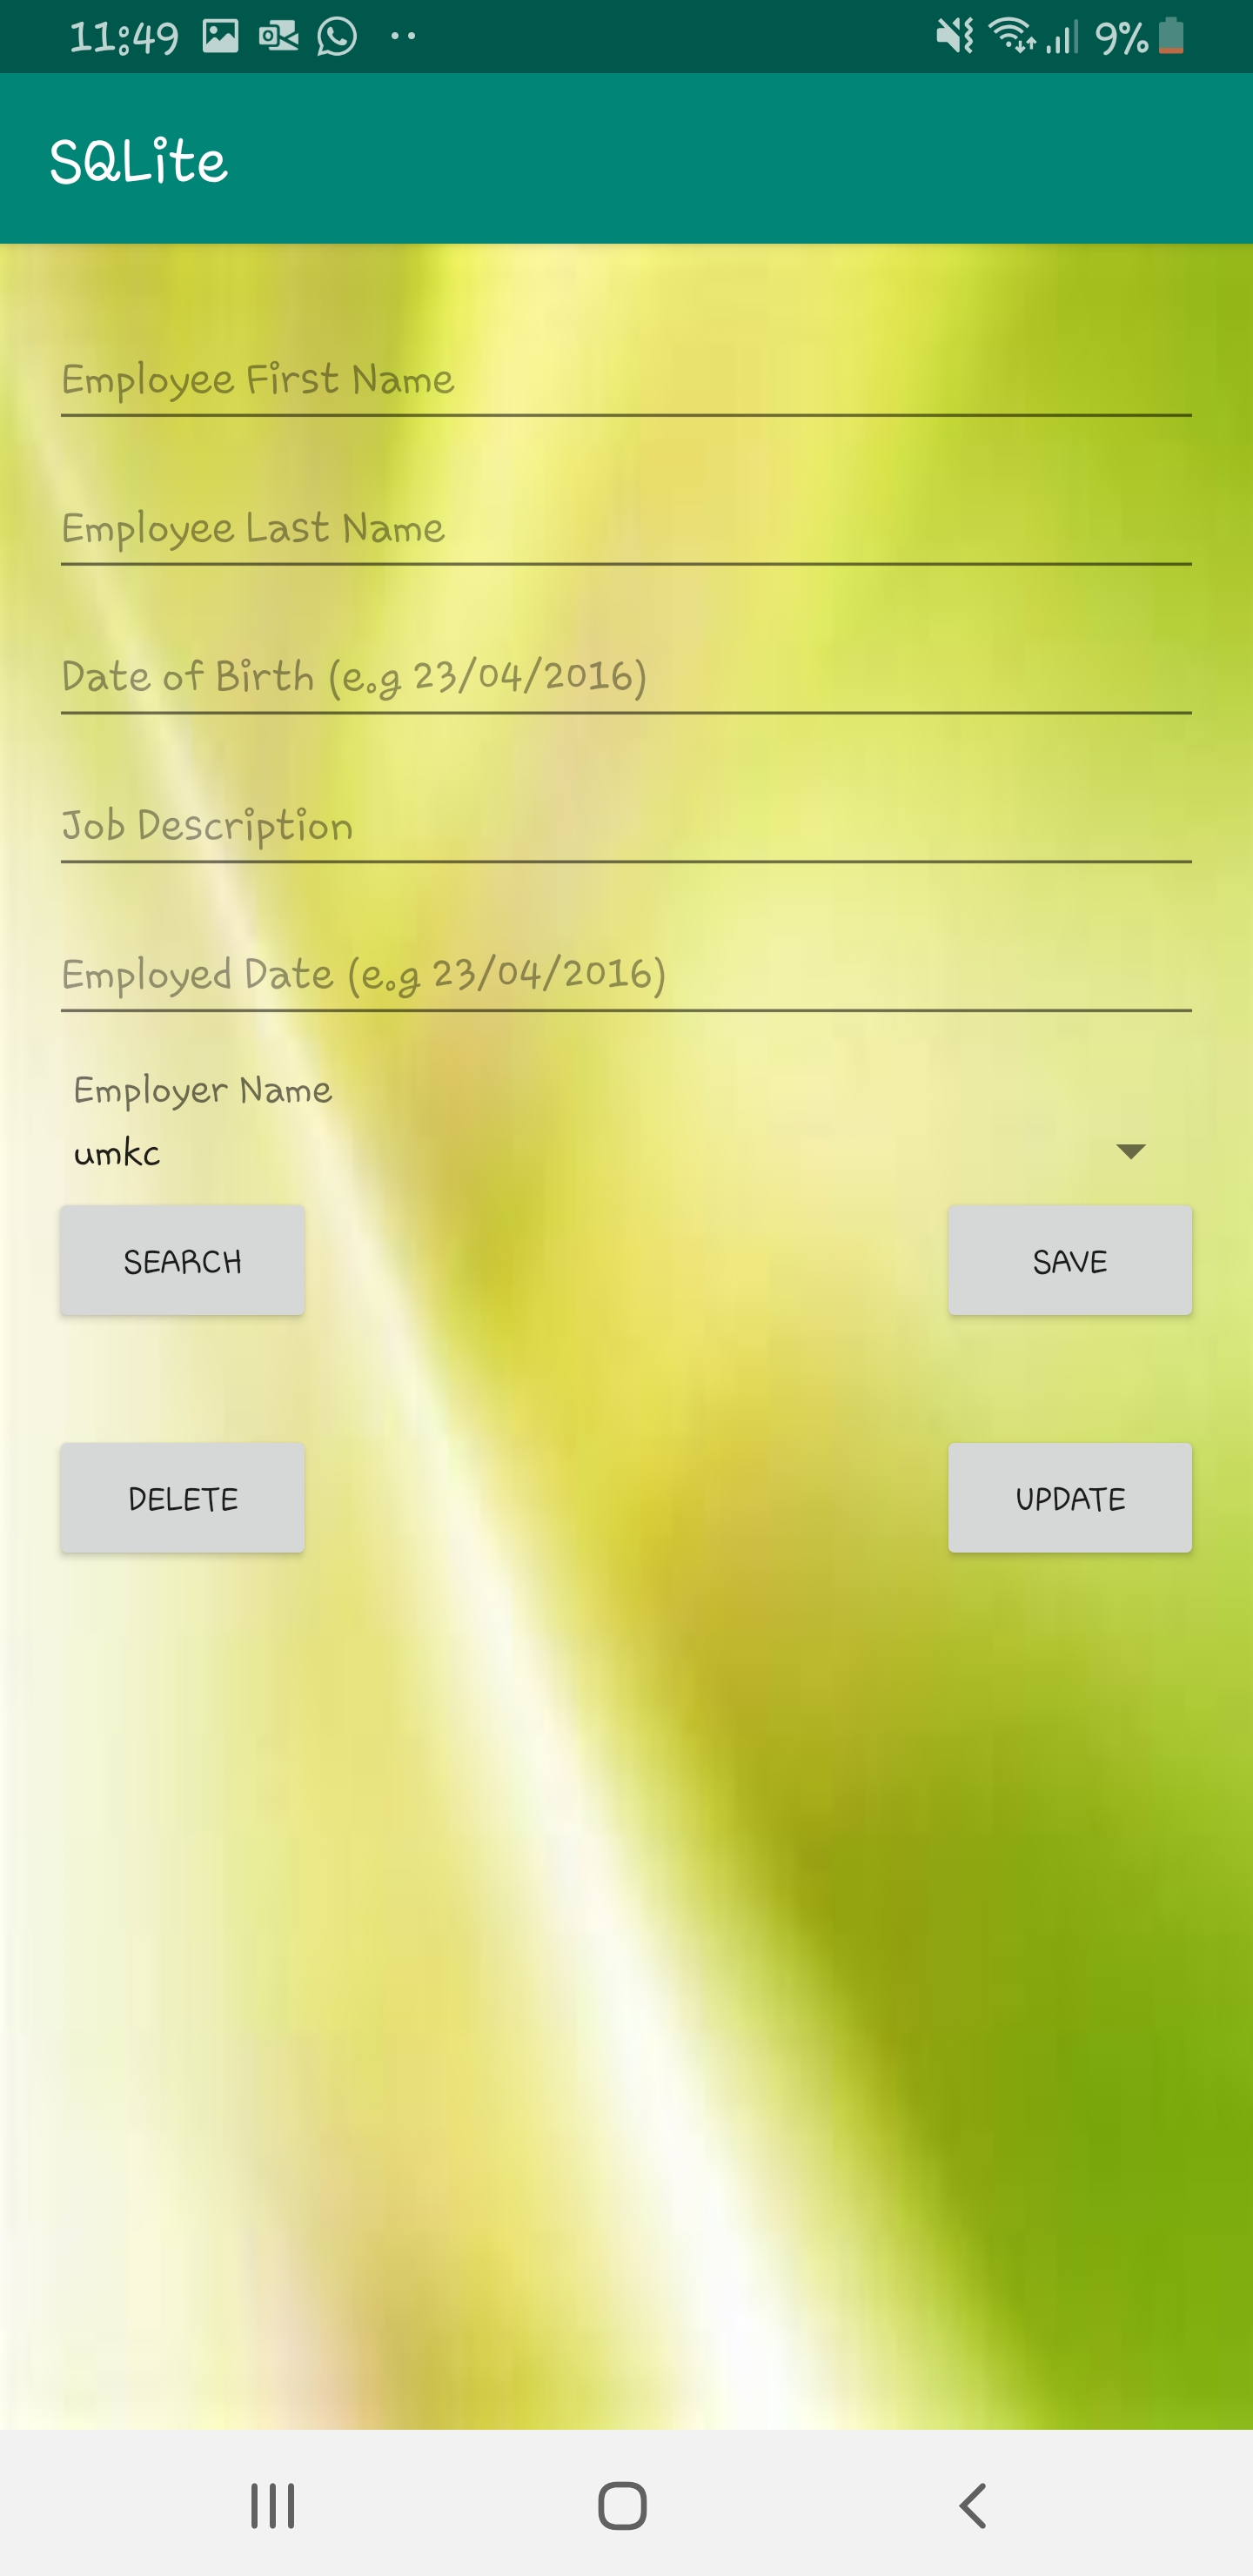 11:49 9%
SQLite
Employee First Name
Employee Last Name
Date of Birth (e.g 23/04/2016)
Job Description
Employed Date (e.g 23/04/2016)
Employer Name
umkc
SEARCH SAVE
DELETE UPDATE